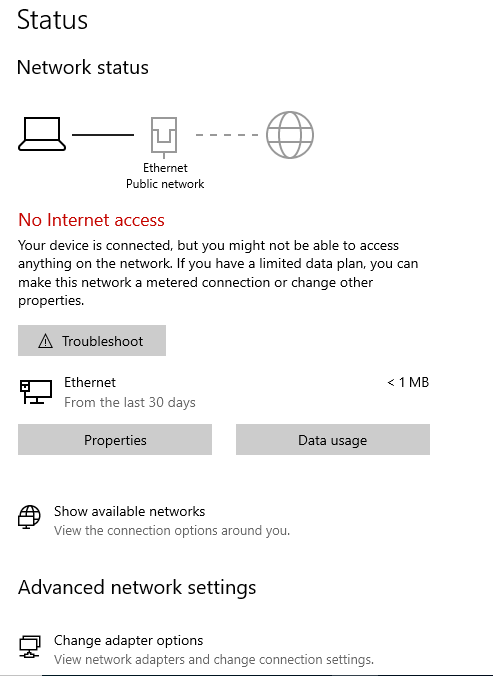 Status
Network status
Ethernet
Public network
No Internet access
Your device is connected, but you might not be able to access
anything on the network. If you have a limited data plan, you can
make this network a metered connection or change other
properties.
Troubleshoot
Ethernet < 1 MB
From the last 30 days
Properties Data usage
Show available networks
View the connection options around you.
Advanced network settings
Change adapter options
View network adapters and change connection settings.